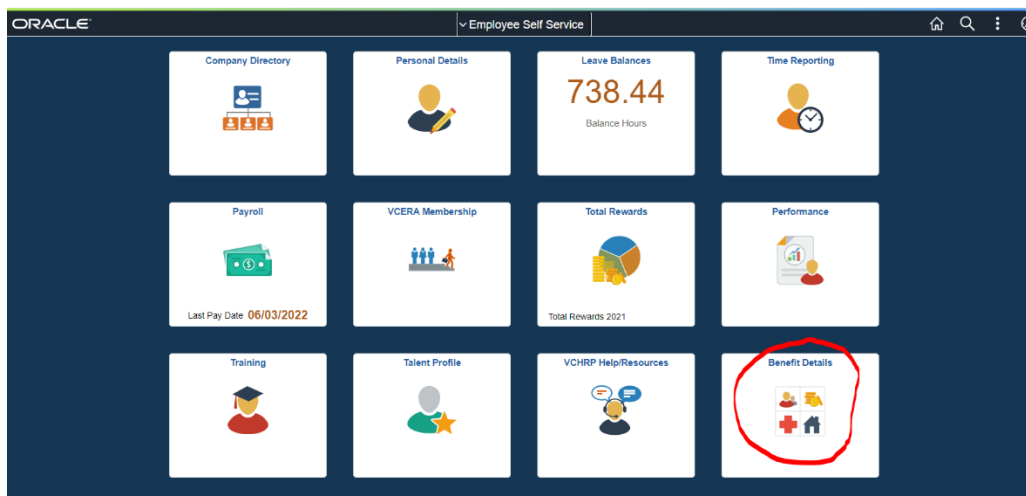 ORACLE
Employee Self Service
Company Directory
Personal Details
Leave Balances
738.44
Balance Hours
Time Reporting
Payroll
Last Pay Date 06/03/2022
VCERA Membership
Total Rewards
Total Rewards 2021
Performance
Training
Talent Profile
VCHRP Help/Resources
Benefit Details